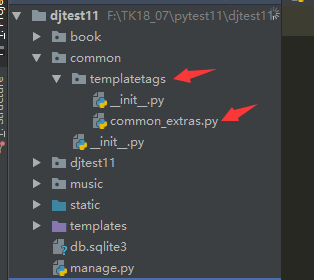 djtest11 F:\TK18_07\pytest11\djtest11
book
common
templatetags
__init__.py
common_extras.py
__init__.py
djtest11
music
static
templates
db.sqlite3
manage.py